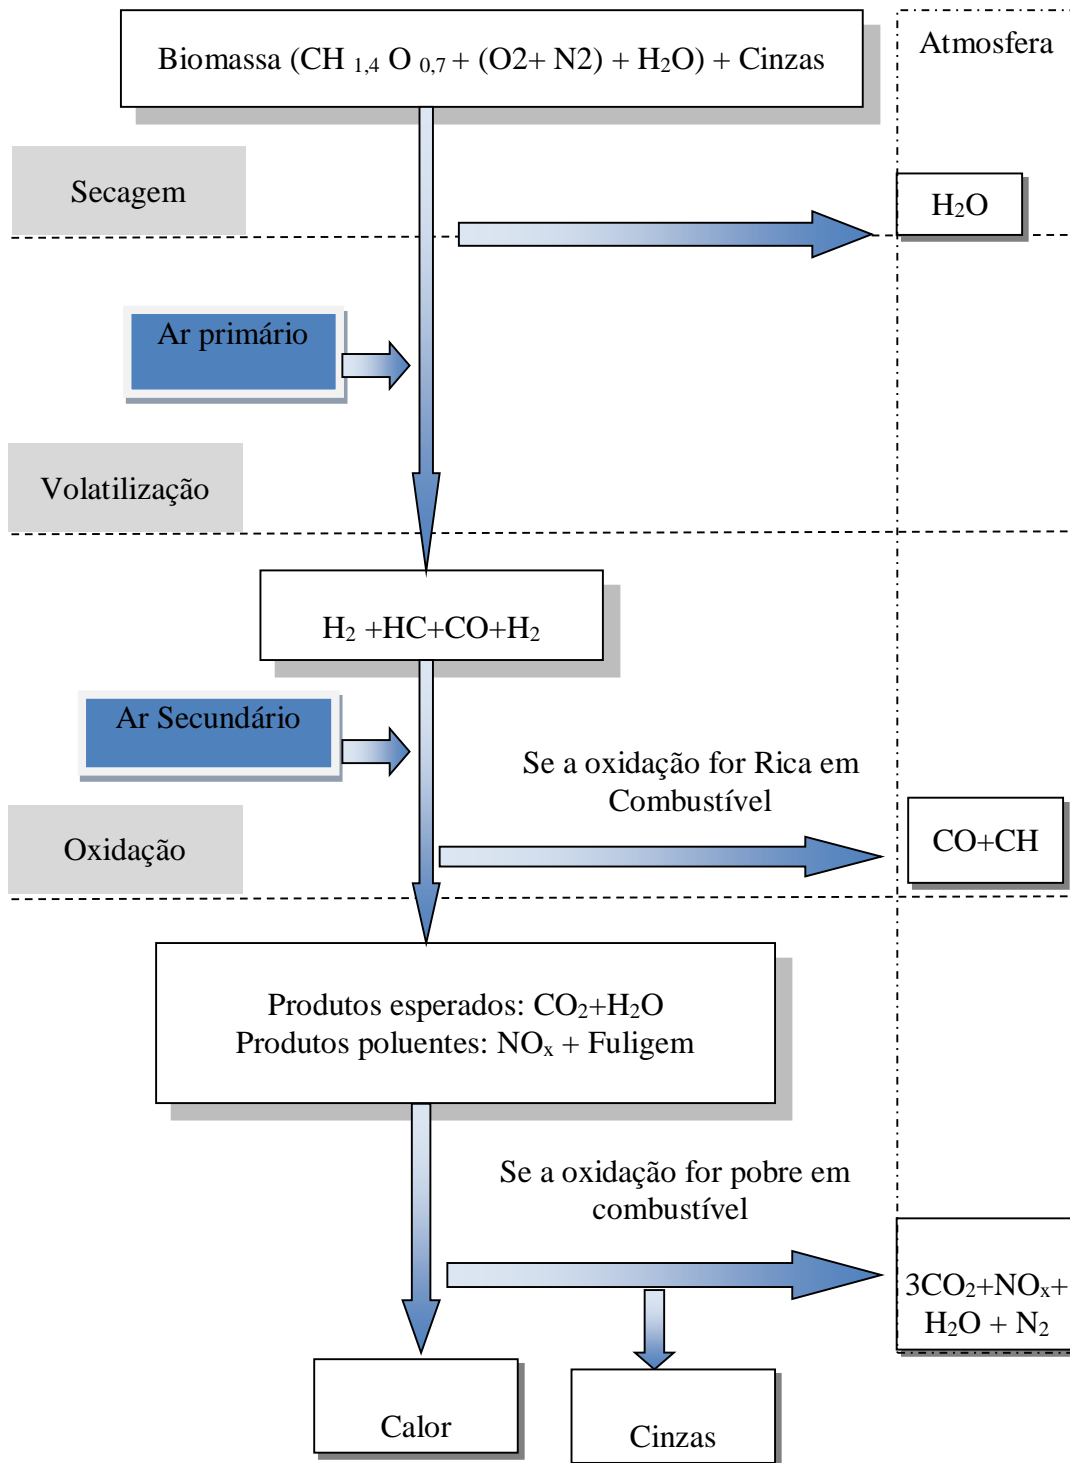 Biomassa (CH 1,4 O 0,7 + (O2+ N2) + H₂O) + Cinzas
Atmosfera
Secagem
H₂O
Ar primário
Volatilização
H₂ +HC+CO+H₂
Ar Secundário
Se a oxidação for Rica em
Combustível
Oxidação
CO+CH
Produtos esperados: CO₂+H₂O
Produtos poluentes: NOₓ + Fuligem
Se a oxidação for pobre em
combustível
3CO₂+NOₓ+
H₂O + N₂
Calor
Cinzas